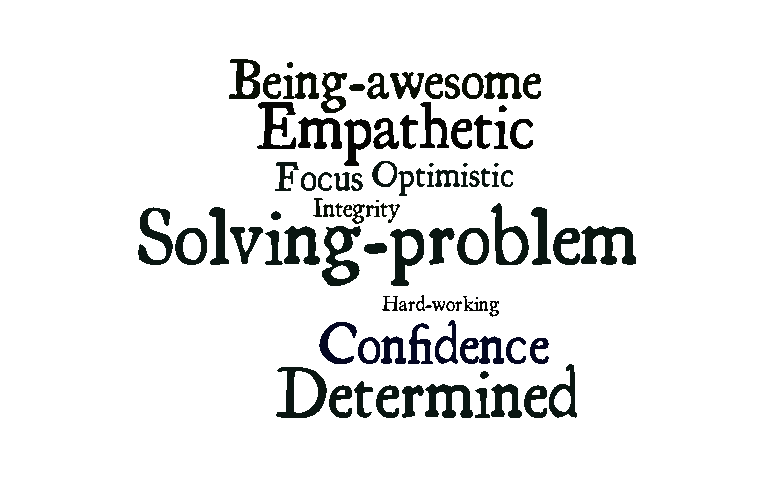 Being-awesome
Empathetic
Focus Optimistic
Integrity
Solving-problem
Hard-working
Confidence
Determined